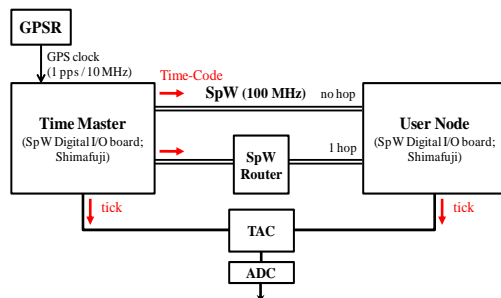 GPSR
GPS clock
(1 pps / 10 MHz)
Time-Code
SpW (100 MHz)
no hop
Time Master
(SpW Digital I/O board;
Shimafuji)
User Node
(SpW Digital I/O board;
Shimafuji)
SpW
Router
1 hop
tick
tick
TAC
ADC